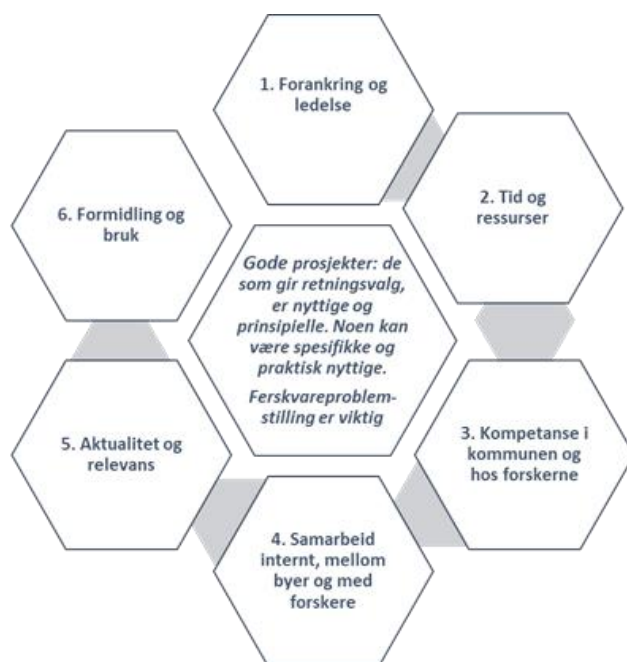 1. Forankring og
ledelse
2. Tid og
ressurser
3. Kompetanse i
kommunen og
hos forskerne
4. Samarbeid
internt, mellom
byer og med
forskere
5. Aktualitet og
relevans
6. Formidling og
bruk
Gode prosjekter: de
som gir retningsvalg,
er nyttige og
prinsipielle. Noen kan
være spesifikke og
praktisk nyttige.
Ferskvareproblem-
stilling er viktig